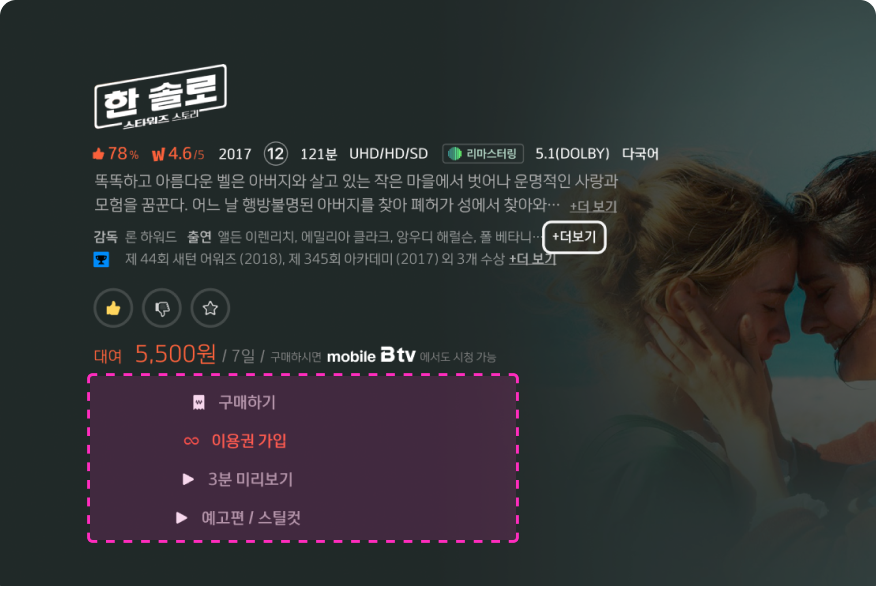 한 솔로
스타워즈 스토리
78% W 4.6/5 2017 12 121분 UHD/HD/SD 리마스터링 5.1(DOLBY) 다국어
똑똑하고 아름다운 벨은 아버지와 살고 있는 작은 마을에서 벗어나 운명적인 사랑과
모험을 꿈꾼다. 어느 날 행방불명된 아버지를 찾아 폐허가 성에서 찾아와… +더 보기
감독 론 하워드 출연 앨든 이렌리치, 에밀리아 클라크, 앙우디 해럴슨, 폴 베타니… +더보기
제 44회 새턴 어워즈 (2018), 제 345회 아카데미 (2017) 외 3개 수상 +더 보기
대여 5,500원 / 7일 / 구매하시면 mobile B tv 에서도 시청 가능
구매하기
이용권 가입
3분 미리보기
예고편 / 스틸컷